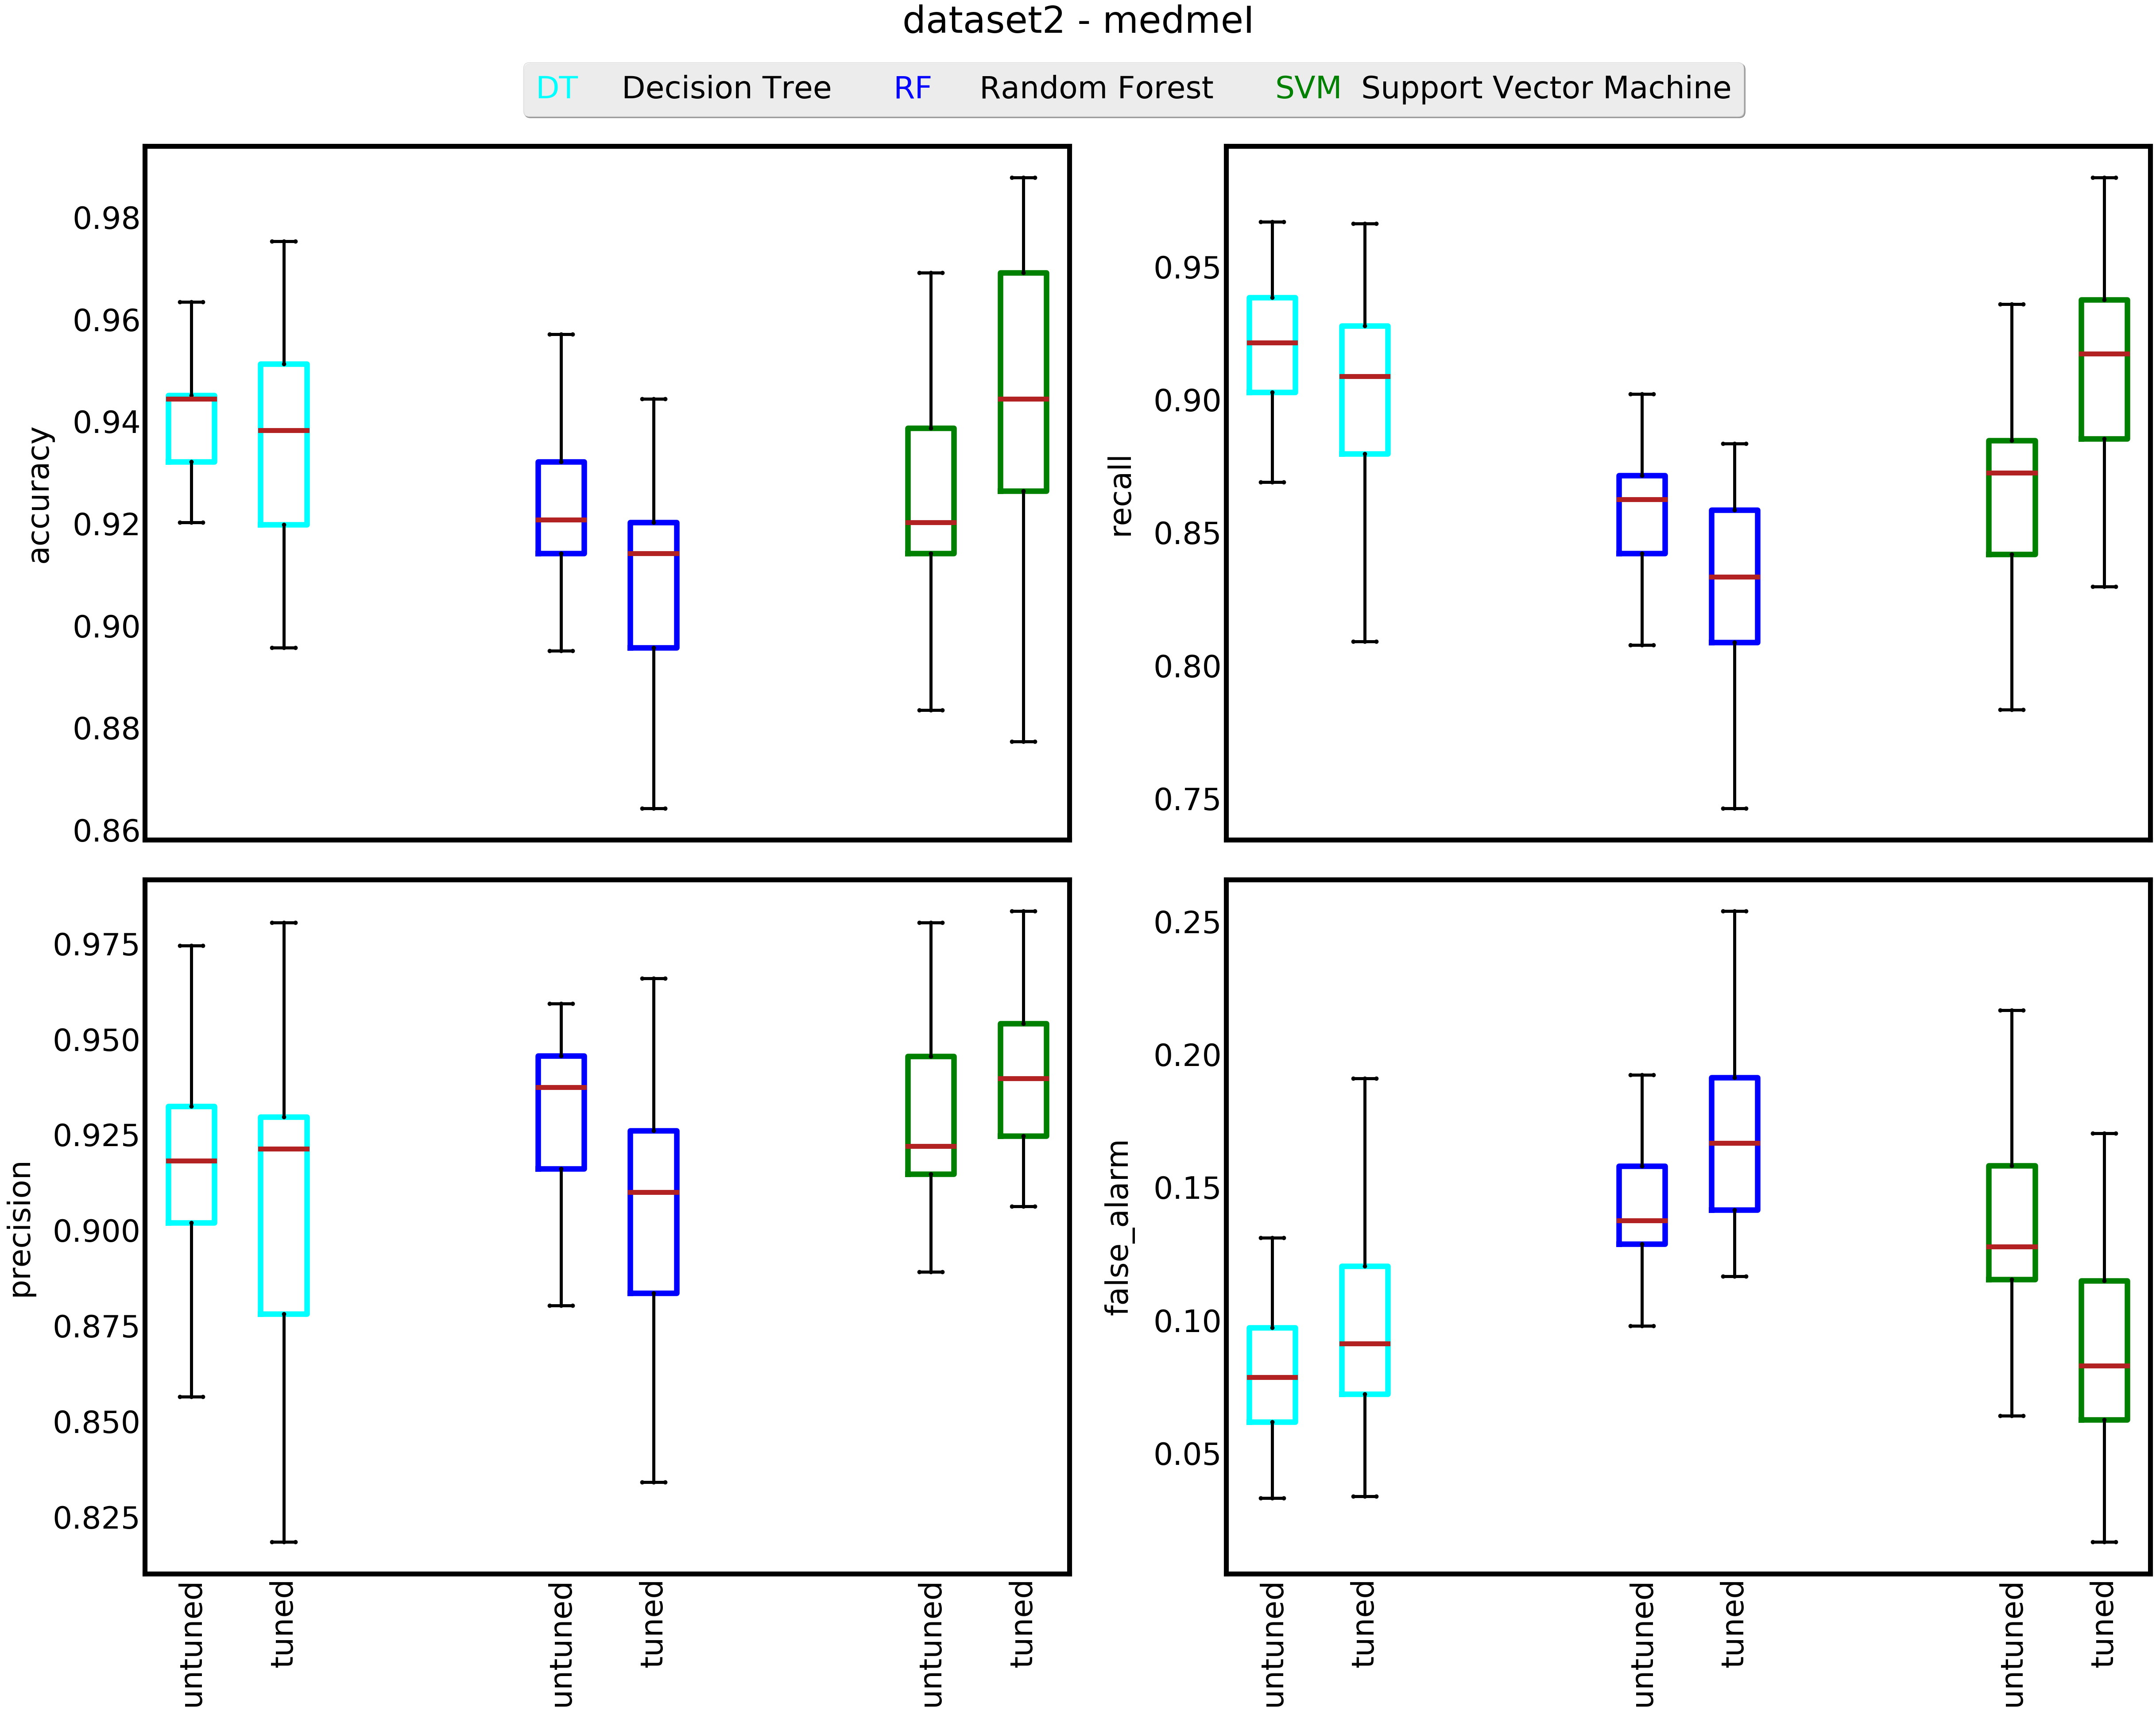 dataset2 - medmel
DT Decision Tree RF Random Forest SVM Support Vector Machine
accuracy
0.98
0.96
0.94
0.92
0.90
0.88
0.86
recall
0.95
0.90
0.85
0.80
0.75
precision
0.975
0.950
0.925
0.900
0.875
0.850
0.825
untuned
tuned
untuned
tuned
untuned
tuned
false_alarm
0.25
0.20
0.15
0.10
0.05
untuned
tuned
untuned
tuned
untuned
tuned